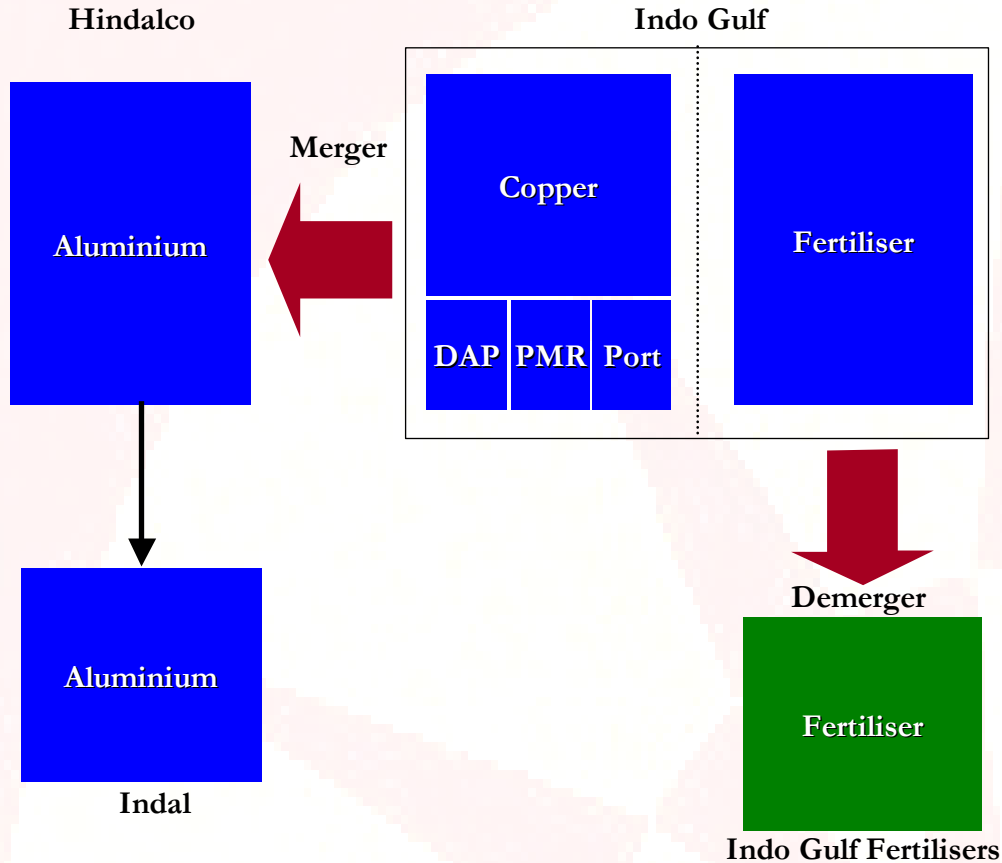 Hindalco
Indo Gulf
Merger
Copper
Aluminium
Fertiliser
DAP PMR Port
Demerger
Aluminium
Fertiliser
Indal
Indo Gulf Fertilisers